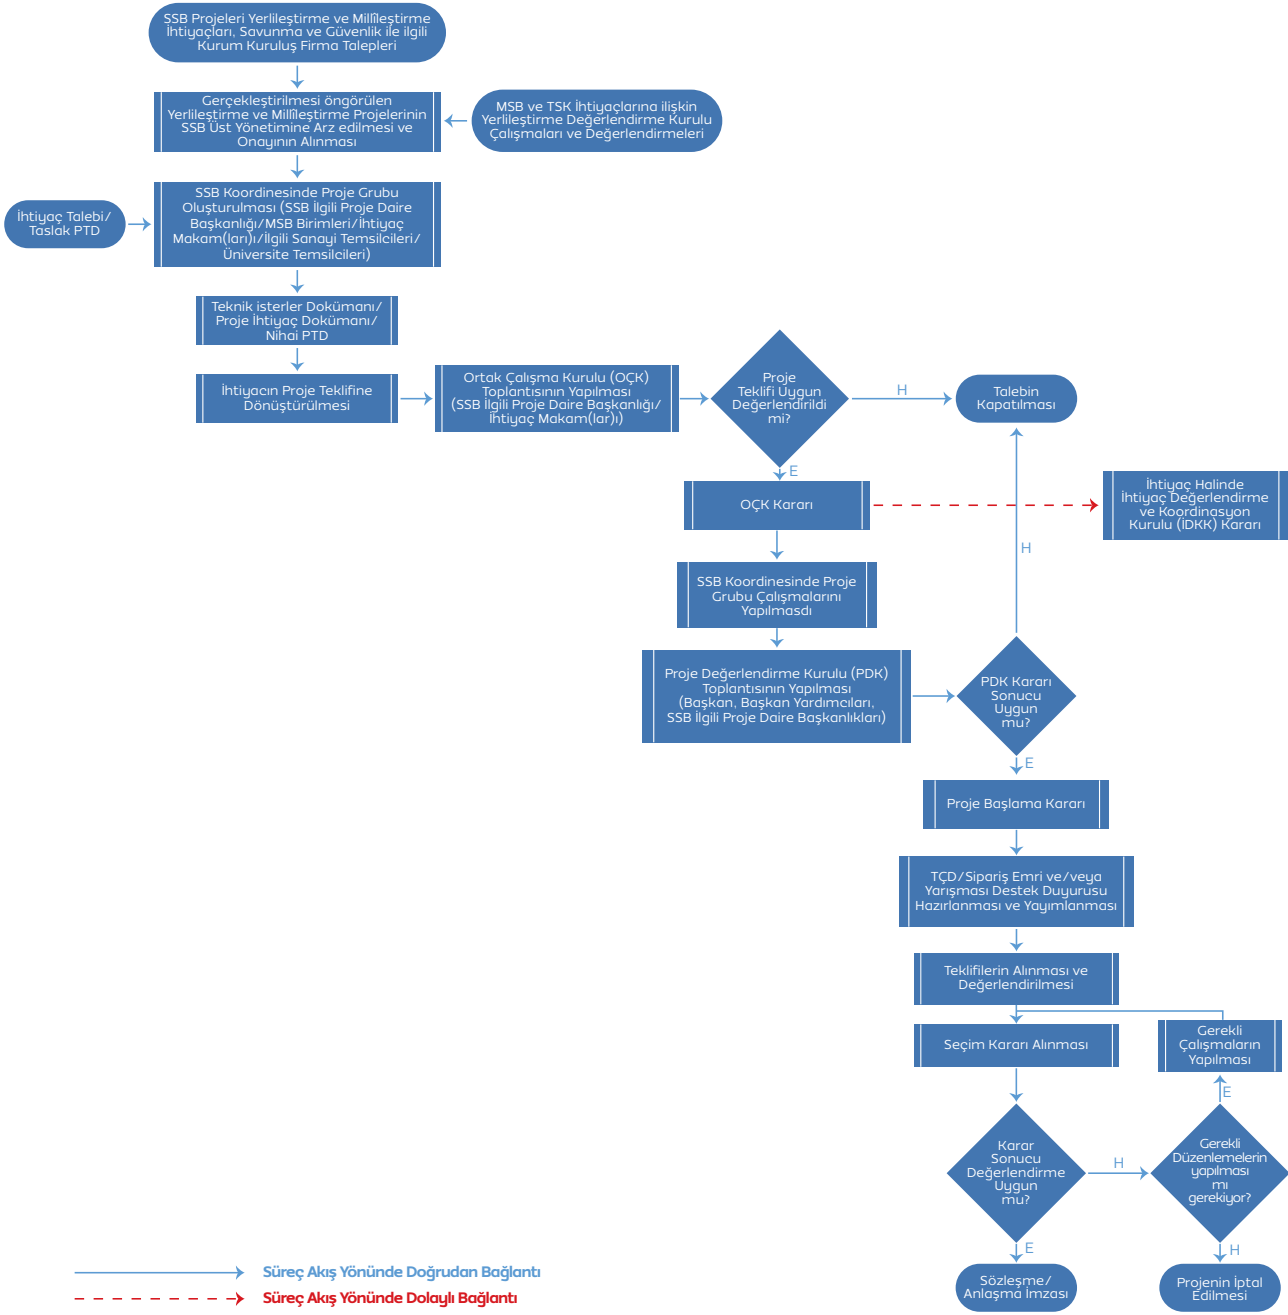 SSB Projeleri Yerlileştirme ve Millîleştirme
İhtiyaçları, Savunma ve Güvenlik ile ilgili
Kurum Kuruluş Firma Talepleri
Gerçekleştirilmesi öngörülen
Yerlileştirme ve Millîleştirme Projelerinin
SSB Üst Yönetimine Arz edilmesi ve
Onayının Alınması
MSB ve TSK İhtiyaçlarına ilişkin
Yerlileştirme Değerlendirme Kurulu
Çalışmaları ve Değerlendirmeleri
İhtiyaç Talebi/
Taslak PTD
SSB Koordinesinde Proje Grubu
Oluşturulması (SSB İlgili Proje Daire
Başkanlığı/MSB Birimleri/İhtiyaç
Makam(ları)ı/İlgili Sanayi Temsilcileri/
Üniversite Temsilcileri)
Teknik isterler Dokümanı/
Proje İhtiyaç Dokümanı/
Nihai PTD
İhtiyacın Proje Teklifine
Dönüştürülmesi
Ortak Çalışma Kurulu (OÇK)
Toplantısının Yapılması
(SSB İlgili Proje Daire Başkanlığı/
İhtiyaç Makam(lar)ı)
Proje
Teklifi Uygun
Değerlendirildi
mi?
H
Talebin
Kapatılması
E
OÇK Kararı
İhtiyaç Halinde
İhtiyaç Değerlendirme
ve Koordinasyon
Kurulu (İDKK) Kararı
H
SSB Koordinesinde Proje
Grubu Çalışmalarını
Yapılmasdı
Proje Değerlendirme Kurulu (PDK)
Toplantısının Yapılması
(Başkan, Başkan Yardımcıları,
SSB İlgili Proje Daire Başkanlıkları)
PDK Kararı
Sonucu
Uygun
mu?
E
Proje Başlama Kararı
TÇD/Sipariş Emri ve/veya
Yarışması Destek Duyurusu
Hazırlanması ve Yayımlanması
Teklifilerin Alınması ve
Değerlendirilmesi
Seçim Kararı Alınması
Gerekli
Çalışmaların
Yapılması
E
Karar
Sonucu
Değerlendirme
Uygun
mu?
H
Gerekli
Düzenlemelerin
yapılması
mı
gerekiyor?
E
H
Sözleşme/
Anlaşma İmzası
Projenin İptal
Edilmesi
Süreç Akış Yönünde Doğrudan Bağlantı
Süreç Akış Yönünde Dolaylı Bağlantı